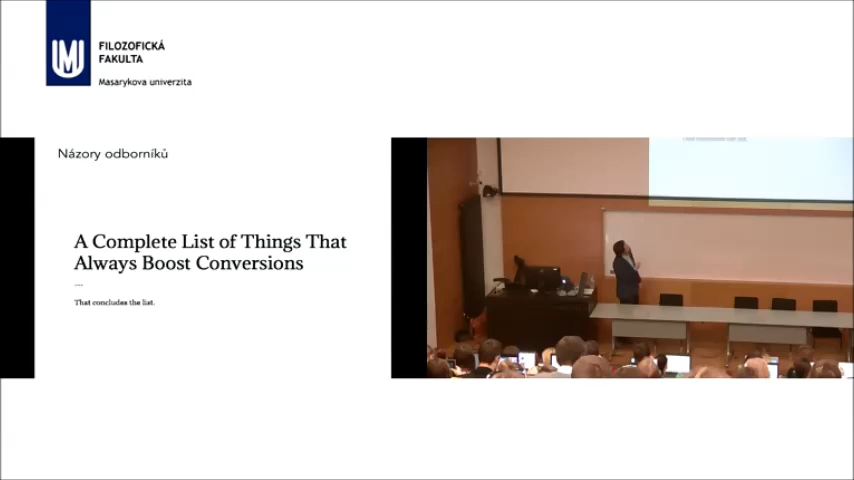 FILOZOFICKÁ
FAKULTA
Masarykova univerzita
Názory odborníků
A Complete List of Things That
Always Boost Conversions
---
That concludes the list.